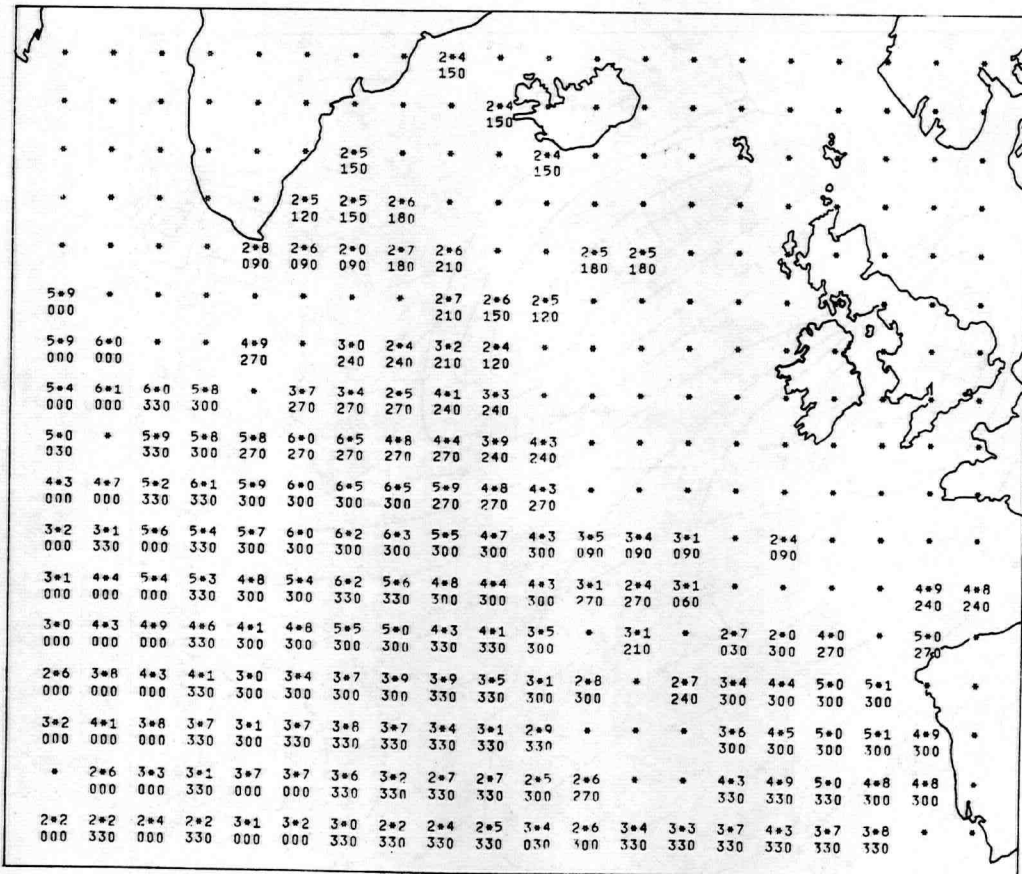 * * * * * * * * 2*4 * * * * * * * * * * *
150
* * * * * * * * * 2*4 * * * * * * * * * *
150
* * * * * * 2*5 * * * 2*4 * * * * * * * * *
150 150
* * * * * 2*5 2*5 2*6 * * * * * * * * * * * *
120 150 180
* * * * 2*8 2*6 2*0 2*7 2*6 * * 2*5 2*5 * * * * * * *
090 090 090 180 210 180 180
5*9 * * * * * * * 2*7 2*6 2*5 * * * * * * * * *
000 210 150 120
5*9 6*0 * * 4*9 * 3*0 2*4 3*2 2*4 * * * * * * * * * *
000 000 270 240 240 210 120
5*4 6*1 6*0 5*8 * 3*7 3*4 2*5 4*1 3*3 * * * * * * * * * *
000 000 330 300 270 270 270 240 240
5*0 * 5*9 5*8 5*8 6*0 6*5 4*8 4*4 3*9 4*3 * * * * * * * * *
030 330 300 270 270 270 270 270 240 240
4*3 4*7 5*2 6*1 5*9 6*0 6*5 6*5 5*9 4*8 4*3 * * * * * * * * *
000 000 330 330 300 300 300 300 270 270 270
3*2 3*1 5*6 5*4 5*7 6*0 6*2 6*3 5*5 4*7 4*3 3*5 3*4 3*1 * 2*4 * * * *
000 330 000 330 300 300 300 300 300 300 300 090 090 090 090
3*1 4*4 5*4 5*3 4*8 5*4 6*2 5*6 4*8 4*4 4*3 3*1 2*4 3*1 * * * * 4*9 4*8
000 000 000 330 300 300 330 330 300 300 300 270 270 060 240 240
3*0 4*3 4*9 4*6 4*1 4*8 5*5 5*0 4*3 4*1 3*5 * 3*1 * 2*7 2*0 4*0 * 5*0 *
000 000 000 330 300 300 300 300 330 330 300 210 030 300 270 270
2*6 3*8 4*3 4*1 3*0 3*4 3*7 3*9 3*9 3*5 3*1 2*8 * 2*7 3*4 4*4 5*0 5*1 * *
000 000 000 330 300 300 300 300 300 330 330 300 300 240 300 300 300 300
3*2 4*1 3*8 3*7 3*1 3*7 3*8 3*7 3*4 3*1 2*9 * * * 3*6 4*5 5*0 5*1 4*9 *
000 000 000 330 300 330 330 330 330 330 330 300 300 300 300 300
* 2*6 3*3 3*1 3*7 3*7 3*6 3*2 2*7 2*7 2*5 2*6 * * 4*3 4*9 5*0 4*8 4*8 *
000 000 330 000 000 330 330 330 330 300 270 330 330 330 300 300
2*2 2*2 2*4 2*2 3*1 3*2 3*0 2*2 2*4 2*5 3*4 2*6 3*4 3*3 3*7 4*3 3*7 3*8 * *
000 330 000 330 000 000 330 330 330 330 030 300 330 330 330 330 330 330